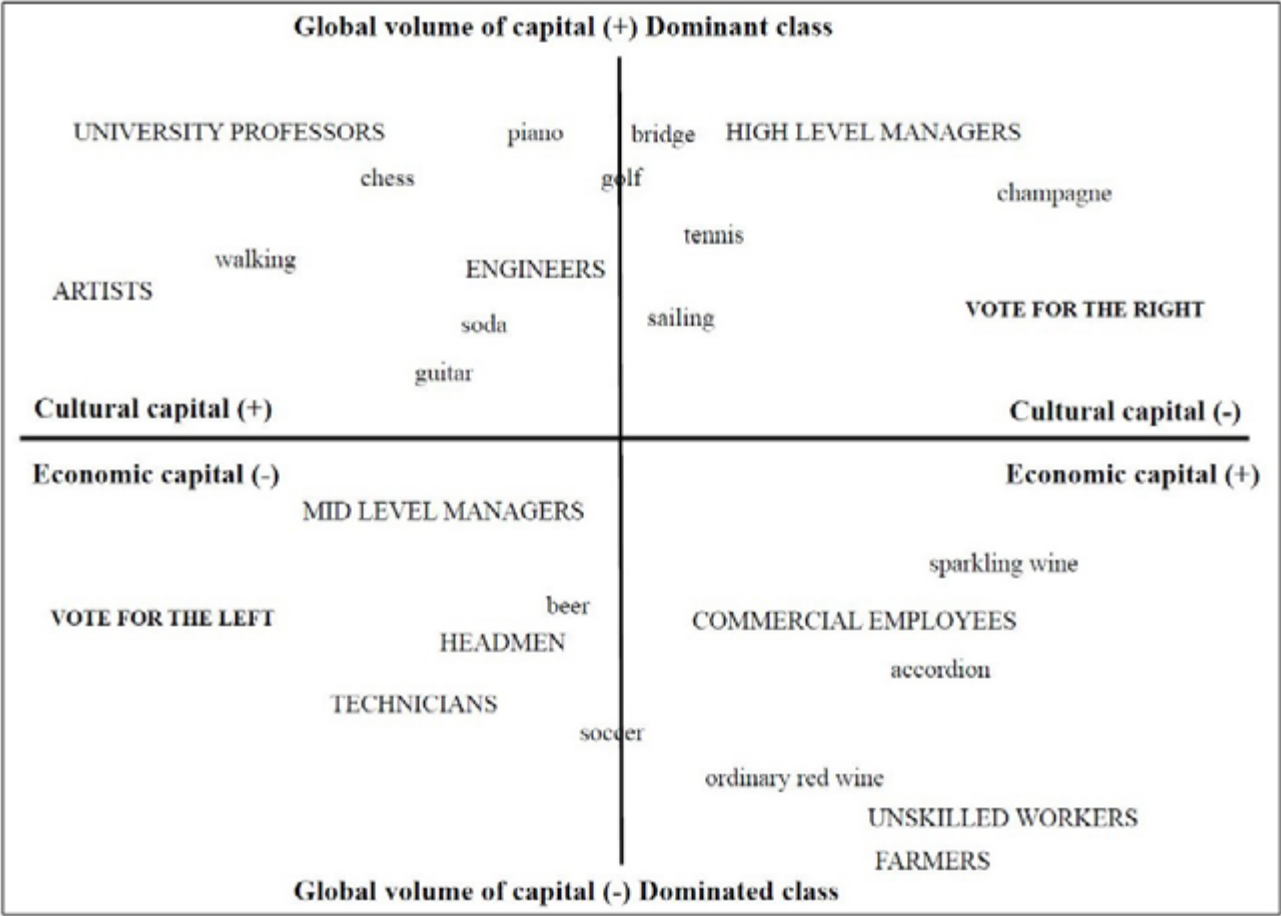 Global volume of capital (+) Dominant class
UNIVERSITY PROFESSORS
piano
bridge
HIGH LEVEL MANAGERS
chess
golf
champagne
tennis
walking
ENGINEERS
ARTISTS
soda
sailing
VOTE FOR THE RIGHT
guitar
Cultural capital (+)
Cultural capital (-)
Economic capital (-)
Economic capital (+)
MID LEVEL MANAGERS
sparkling wine
beer
VOTE FOR THE LEFT
COMMERCIAL EMPLOYEES
HEADMEN
accordion
TECHNICIANS
soccer
ordinary red wine
UNSKILLED WORKERS
FARMERS
Global volume of capital (-) Dominated class